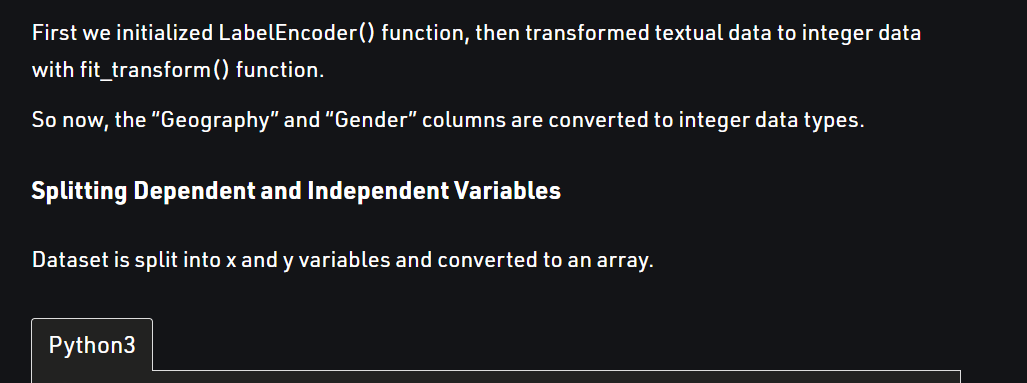 First we initialized LabelEncoder() function, then transformed textual data to integer data
with fit_transform() function.
So now, the “Geography” and “Gender” columns are converted to integer data types.
Splitting Dependent and Independent Variables
Dataset is split into x and y variables and converted to an array.
Python3